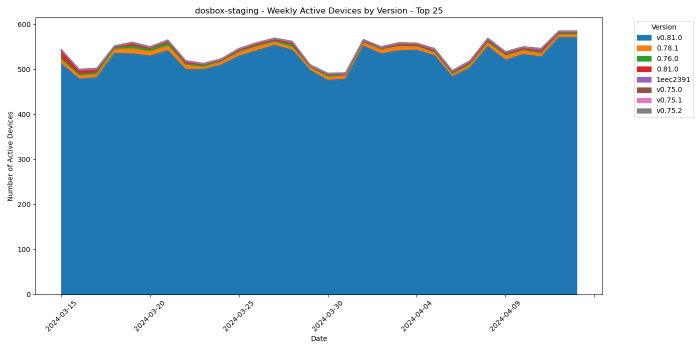 dosbox-staging - Weekly Active Devices by Version - Top 25
Number of Active Devices
600
500
400
300
200
100
0
2024-03-15
2024-03-20
2024-03-25
2024-03-30
2024-04-04
2024-04-09
Date
Version
v0.81.0
0.78.1
0.76.0
0.81.0
1eec2391
v0.75.0
v0.75.1
v0.75.2